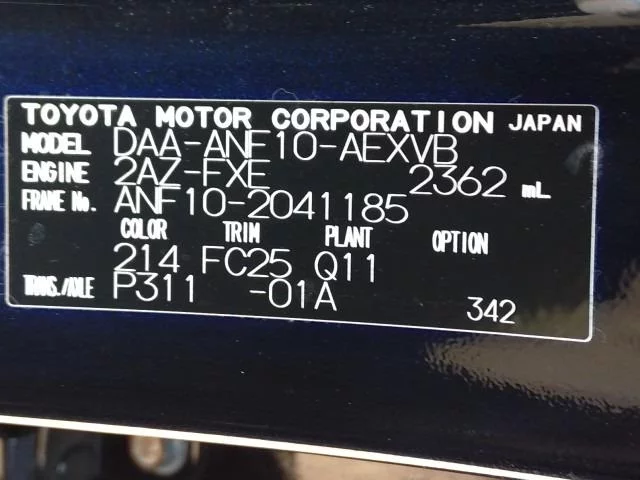 TOYOTA MOTOR CORPORATION JAPAN
MODEL DAA-ANF10-AEXVB
ENGINE 2AZ-FXE 2362 mL
FRAME No. ANF10-2041185
COLOR TRIM PLANT OPTION
214 FC25 Q11
TRANS./AXLE P311 -01A 342